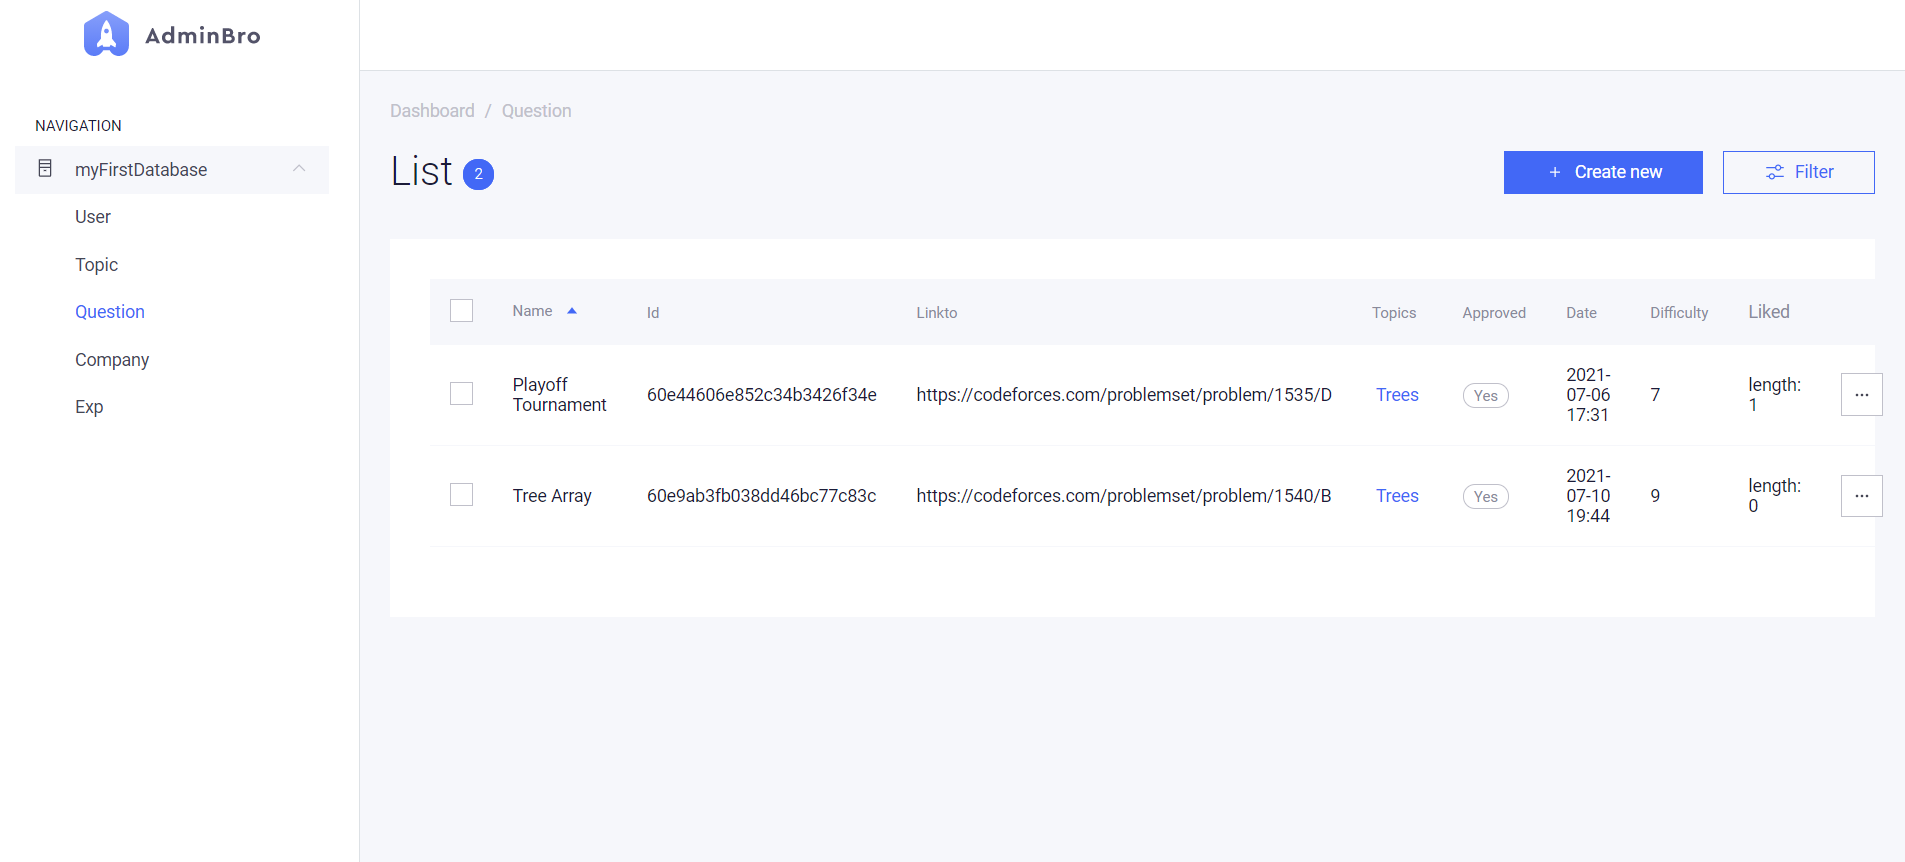 AdminBro
NAVIGATION
myFirstDatabase
User
Topic
Question
Company
Exp
Dashboard / Question
List 2
+ Create new
Filter
Name Id Linkto Topics Approved Date Difficulty Liked
Playoff
Tournament
60e44606e852c34b3426f34e
https://codeforces.com/problemset/problem/1535/D
Trees
Yes
2021-
07-06
17:31
7
length:
1
...
Tree Array
60e9ab3fb038dd46bc77c83c
https://codeforces.com/problemset/problem/1540/B
Trees
Yes
2021-
07-10
19:44
9
length:
0
...